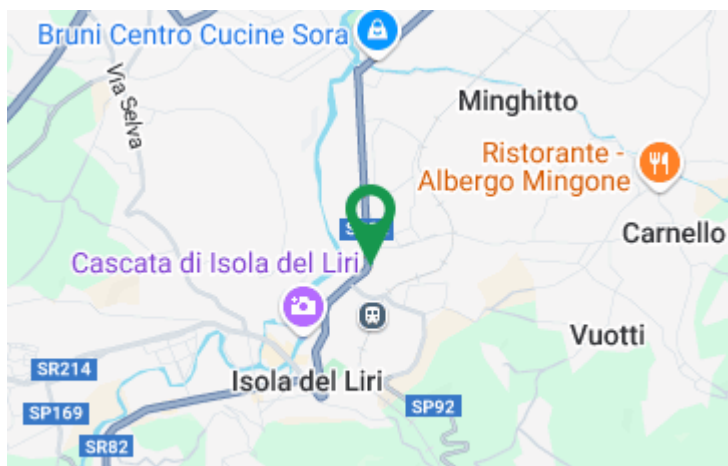 Bruni Centro Cucine Sora
Via Selva
Minghitto
Ristorante -
Albergo Mingone
Carnello
Cascata di Isola del Liri
Vuotti
SR214
Isola del Liri
SP169
SP92
SR82